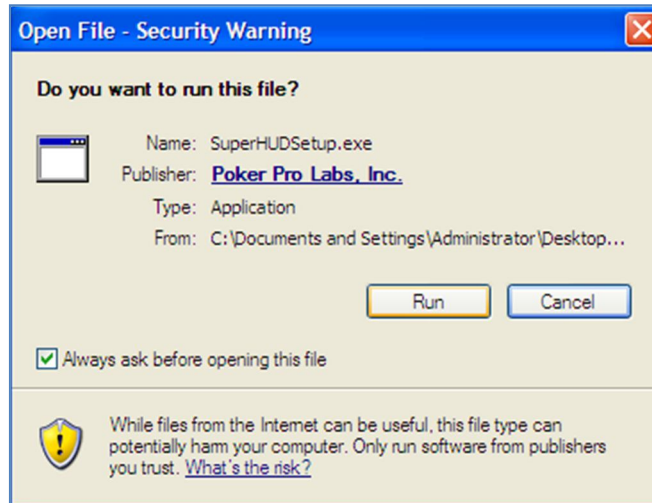 Open File - Security Warning
Do you want to run this file?
Name: SuperHUDSetup.exe
Publisher: Poker Pro Labs, Inc.
Type: Application
From: C:\Documents and Settings\Administrator\Desktop...
Run Cancel
Always ask before opening this file
While files from the Internet can be useful, this file type can
potentially harm your computer. Only run software from publishers
you trust. What's the risk?